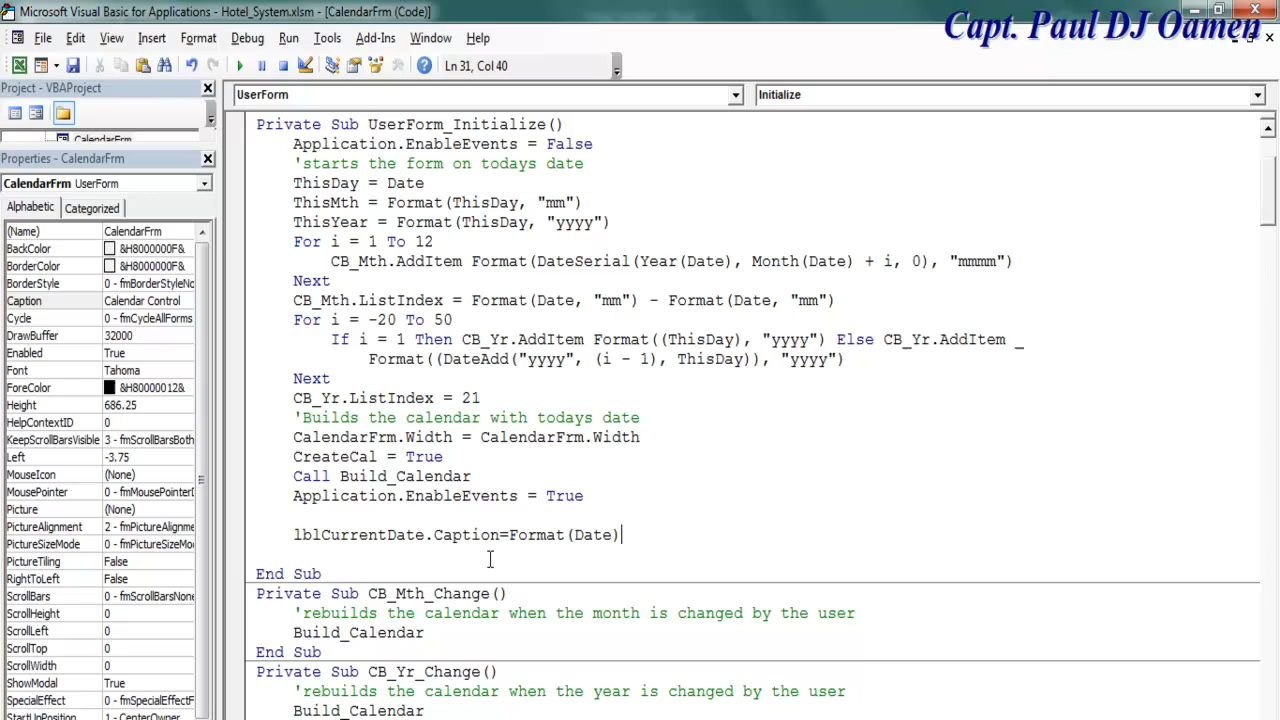 Microsoft Visual Basic for Applications - Hotel_System.xlsm - [CalendarFrm (Code)]
Capt. Paul DJ Oamen
File Edit View Insert Format Debug Run Tools Add-Ins Window Help
Ln 31, Col 40
Project - VBAProject
UserForm
Initialize
CalendarFrm
Properties - CalendarFrm
CalendarFrm UserForm
Alphabetic Categorized
(Name) CalendarFrm
BackColor &H8000000F&
BorderColor &H8000000F&
BorderStyle 0 - fmBorderStyleNo
Caption Calendar Control
Cycle 0 - fmCycleAllForms
DrawBuffer 32000
Enabled True
Font Tahoma
ForeColor &H80000012&
Height 686.25
HelpContextID 0
KeepScrollBarsVisible 3 - fmScrollBarsBoth
Left -3.75
MouseIcon (None)
MousePointer 0 - fmMousePointerD
Picture (None)
PictureAlignment 2 - fmPictureAlignme
PictureSizeMode 0 - fmPictureSizeMo
PictureTiling False
RightToLeft False
ScrollBars 0 - fmScrollBarsNone
ScrollHeight 0
ScrollLeft 0
ScrollTop 0
ScrollWidth 0
ShowModal True
SpecialEffect 0 - fmSpecialEffectF
StartUpPosition 1 - CenterOwner
Private Sub UserForm_Initialize()
Application.EnableEvents = False
'starts the form on todays date
ThisDay = Date
ThisMth = Format(ThisDay, "mm")
ThisYear = Format(ThisDay, "yyyy")
For i = 1 To 12
CB_Mth.AddItem Format(DateSerial(Year(Date), Month(Date) + i, 0), "mmmm")
Next
CB_Mth.ListIndex = Format(Date, "mm") - Format(Date, "mm")
For i = -20 To 50
If i = 1 Then CB_Yr.AddItem Format((ThisDay), "yyyy") Else CB_Yr.AddItem _
Format((DateAdd("yyyy", (i - 1), ThisDay)), "yyyy")
Next
CB_Yr.ListIndex = 21
'Builds the calendar with todays date
CalendarFrm.Width = CalendarFrm.Width
CreateCal = True
Call Build_Calendar
Application.EnableEvents = True
lblCurrentDate.Caption=Format(Date)
End Sub
Private Sub CB_Mth_Change()
'rebuilds the calendar when the month is changed by the user
Build_Calendar
End Sub
Private Sub CB_Yr_Change()
'rebuilds the calendar when the year is changed by the user
Build_Calendar